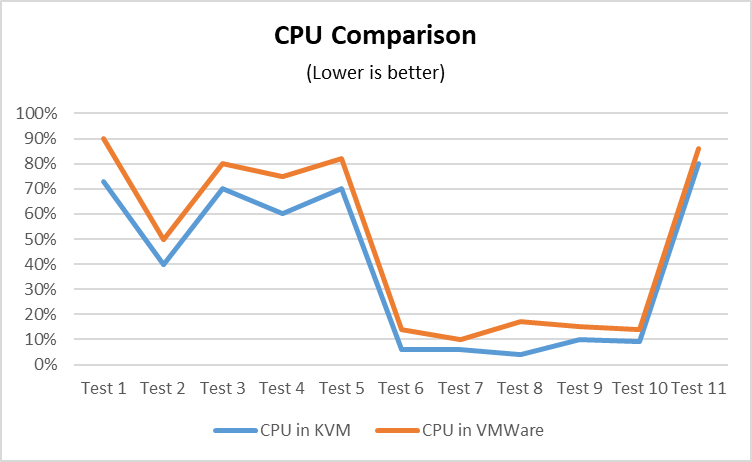 CPU Comparison
(Lower is better)
100%
90%
80%
70%
60%
50%
40%
30%
20%
10%
0%
Test 1 Test 2 Test 3 Test 4 Test 5 Test 6 Test 7 Test 8 Test 9 Test 10 Test 11
CPU in KVM CPU in VMWare